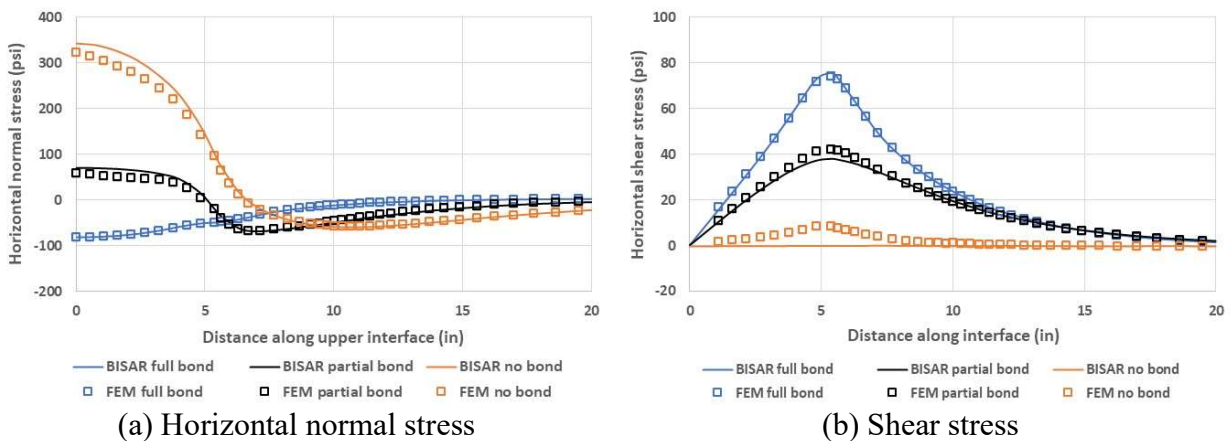 Horizontal normal stress (psi)
400
300
200
100
0
-100
-200
0
5
10
15
20
Distance along upper interface (in)
BISAR full bond
BISAR partial bond
BISAR no bond
FEM full bond
FEM partial bond
FEM no bond
(a) Horizontal normal stress
Horizontal shear stress (psi)
100
80
60
40
20
0
-20
0
5
10
15
20
Distance along interface (in)
BISAR full bond
BISAR partial bond
BISAR no bond
FEM full bond
FEM partial bond
FEM no bond
(b) Shear stress